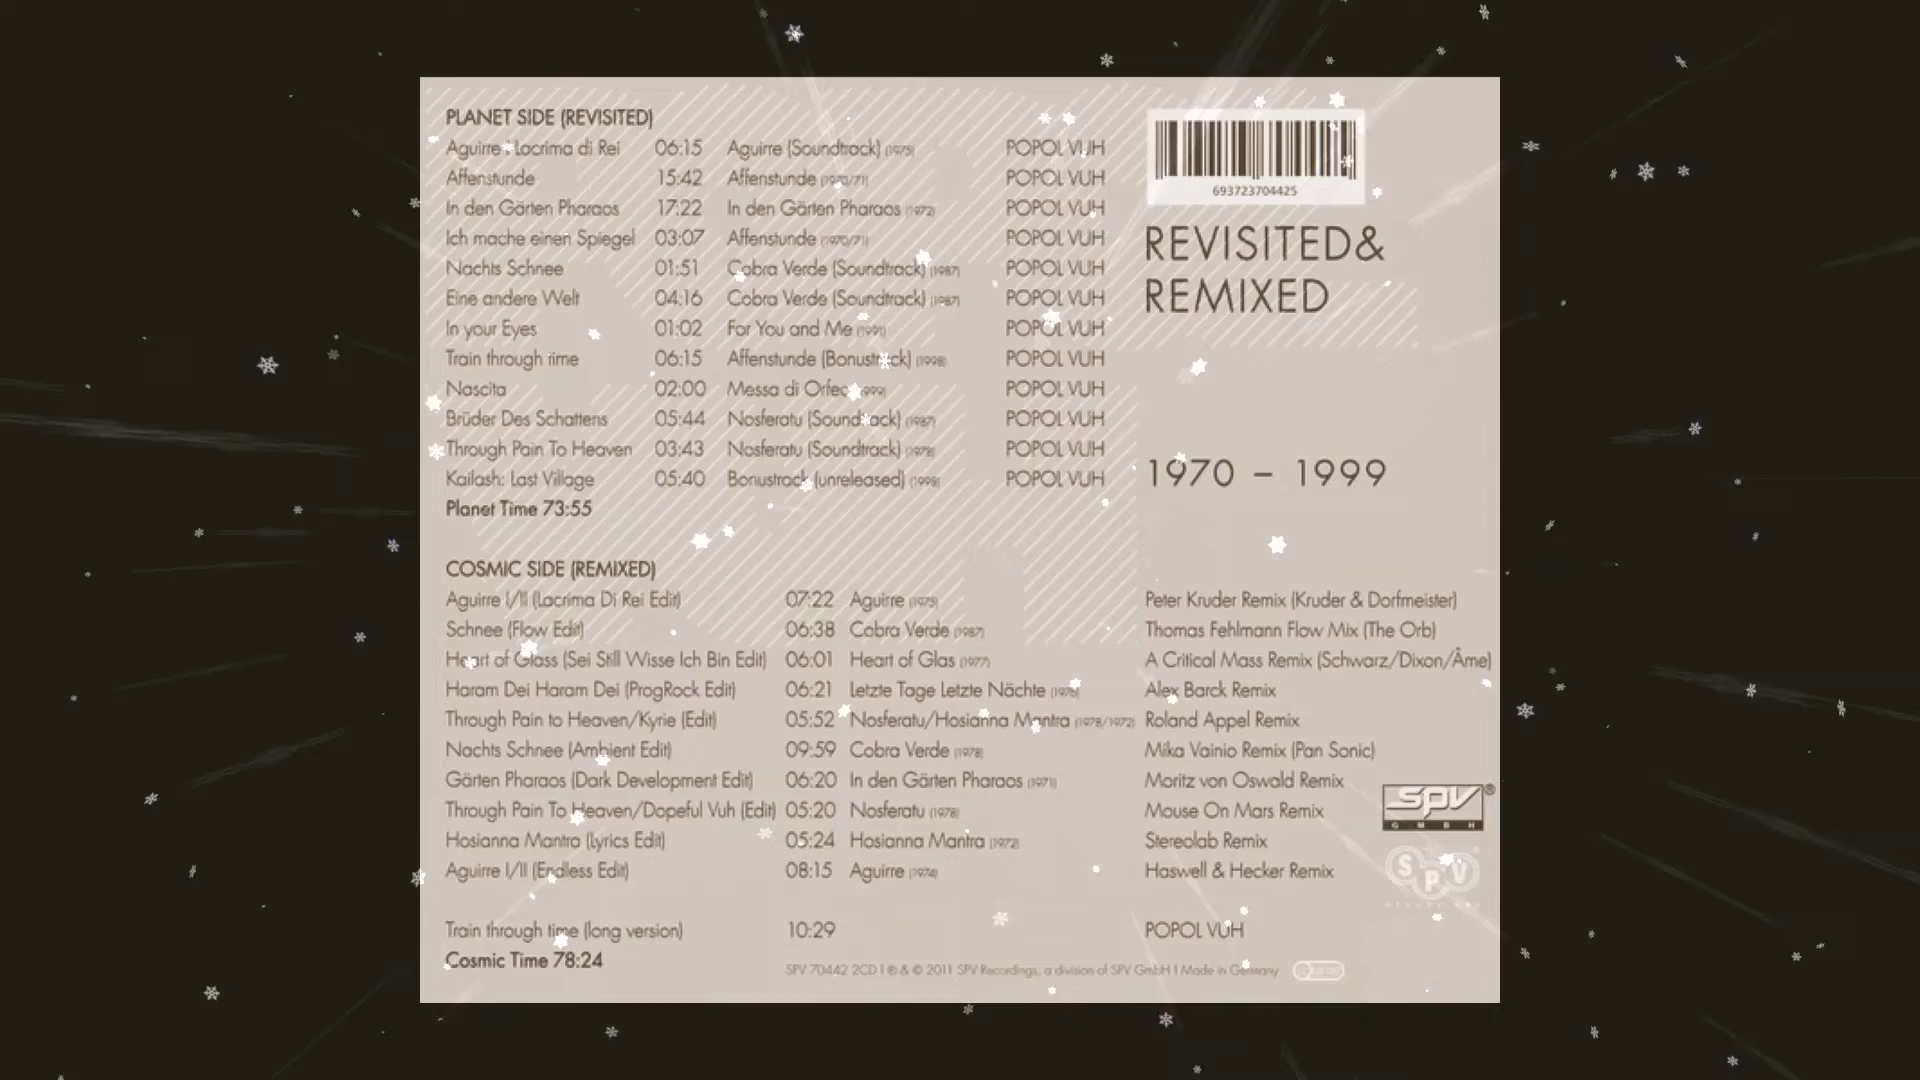 PLANET SIDE (REVISITED)
Aguirre I Lacrima di Rei 06:15 Aguirre (Soundtrack) (1975) POPOL VUH
Affenstunde 15:42 Affenstunde (1970/71) POPOL VUH
In den Gärten Pharaos 17:22 In den Gärten Pharaos (1972) POPOL VUH
Ich mache einen Spiegel 03:07 Affenstunde (1970/71) POPOL VUH
Nachts Schnee 01:51 Cobra Verde (Soundtrack) (1987) POPOL VUH
Eine andere Welt 04:16 Cobra Verde (Soundtrack) (1987) POPOL VUH
In your Eyes 01:02 For You and Me (1991) POPOL VUH
Train through time 06:15 Affenstunde (Bonustrack) (1998) POPOL VUH
Nascita 02:00 Messa di Orfeo (1999) POPOL VUH
Brüder Des Schattens 05:44 Nosferatu (Soundtrack) (1987) POPOL VUH
Through Pain To Heaven 03:43 Nosferatu (Soundtrack) (1978) POPOL VUH
Kailash: Last Village 05:40 Bonustrack (unreleased) (1998) POPOL VUH
Planet Time 73:55
693723704425
REVISITED&
REMIXED
1970 – 1999
COSMIC SIDE (REMIXED)
Aguirre I/II (Lacrima Di Rei Edit) 07:22 Aguirre (1975) Peter Kruder Remix (Kruder & Dorfmeister)
Schnee (Flow Edit) 06:38 Cobra Verde (1987) Thomas Fehlmann Flow Mix (The Orb)
Heart of Glass (Sei Still Wisse Ich Bin Edit) 06:01 Heart of Glas (1977) A Critical Mass Remix (Schwarz/Dixon/Âme)
Haram Dei Haram Dei (ProgRock Edit) 06:21 Letzte Tage Letzte Nächte (1976) Alex Barck Remix
Through Pain to Heaven/Kyrie (Edit) 05:52 Nosferatu/Hosianna Mantra (1978/1972) Roland Appel Remix
Nachts Schnee (Ambient Edit) 09:59 Cobra Verde (1978) Mika Vainio Remix (Pan Sonic)
Gärten Pharaos (Dark Development Edit) 06:20 In den Gärten Pharaos (1971) Moritz von Oswald Remix
Through Pain To Heaven/Dopeful Vuh (Edit) 05:20 Nosferatu (1978) Mouse On Mars Remix
Hosianna Mantra (Lyrics Edit) 05:24 Hosianna Mantra (1972) Stereolab Remix
Aguirre I/II (Endless Edit) 08:15 Aguirre (1974) Haswell & Hecker Remix
Train through time (long version) 10:29 POPOL VUH
Cosmic Time 78:24
SPV 70442 2CD I ℗ & © 2011 SPV Recordings, a division of SPV GmbH I Made in Germany
SPV®
GMBH
SPV